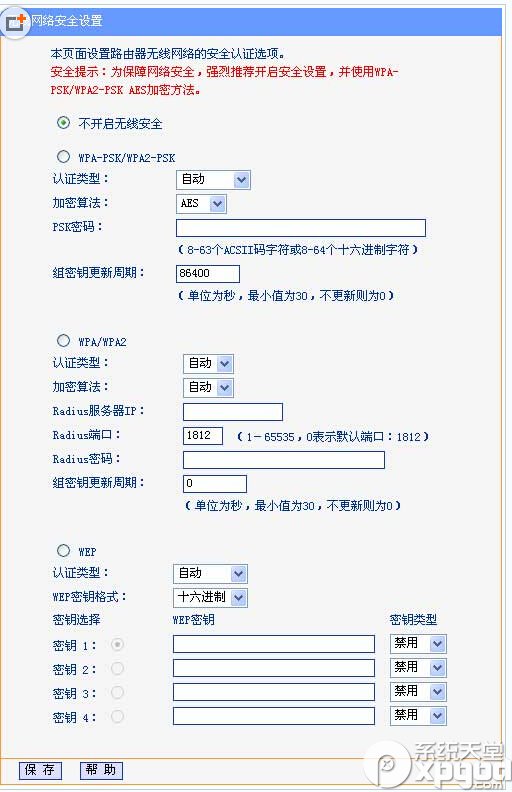 网络安全设置
本页面设置路由器无线网络的安全认证选项。
安全提示：为保障网络安全，强烈推荐开启安全设置，并使用WPA-
PSK/WPA2-PSK AES加密方法。
不开启无线安全
WPA-PSK/WPA2-PSK
认证类型： 自动
加密算法： AES
PSK密码：
（8-63个ACSII码字符或8-64个十六进制字符）
组密钥更新周期： 86400
（单位为秒，最小值为30，不更新则为0）
WPA/WPA2
认证类型： 自动
加密算法： 自动
Radius服务器IP：
Radius端口： 1812 （1－65535，0表示默认端口：1812）
Radius密码：
组密钥更新周期： 0
（单位为秒，最小值为30，不更新则为0）
WEP
认证类型： 自动
WEP密钥格式： 十六进制
密钥选择 WEP密钥 密钥类型
密钥 1： 禁用
密钥 2： 禁用
密钥 3： 禁用
密钥 4： 禁用
保 存 帮 助
系统天堂
xpgod.com